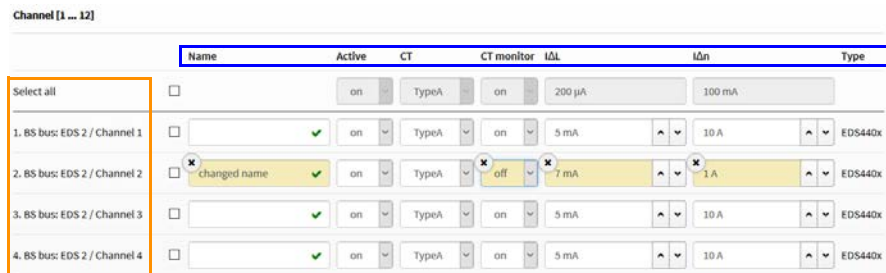 Channel [1 ... 12]
Name Active CT CT monitor IΔL IΔn Type
Select all on TypeA on 200 µA 100 mA
1. BS bus: EDS 2 / Channel 1 on TypeA on 5 mA 10 A EDS440x
2. BS bus: EDS 2 / Channel 2 changed name on TypeA off 7 mA 1 A EDS440x
3. BS bus: EDS 2 / Channel 3 on TypeA on 5 mA 10 A EDS440x
4. BS bus: EDS 2 / Channel 4 on TypeA on 5 mA 10 A EDS440x